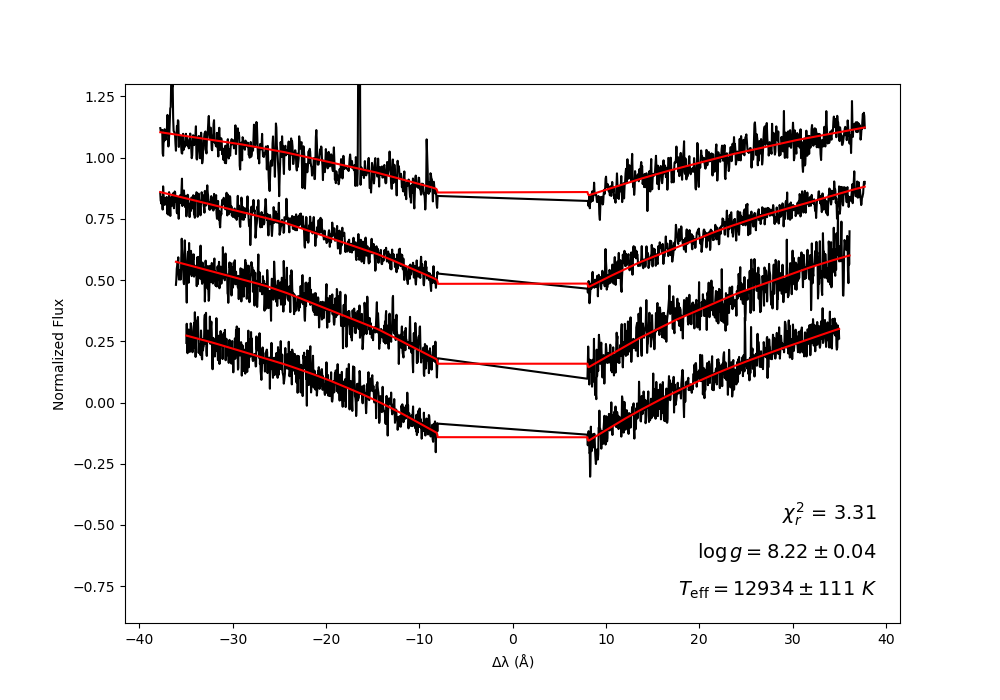 1.25
1.00
0.75
0.50
0.25
0.00
−0.25
−0.50
−0.75
Normalized Flux
χ²ᵣ = 3.31
log g = 8.22 ± 0.04
T_eff = 12934 ± 111 K
−40 −30 −20 −10 0 10 20 30 40
Δλ (Å)